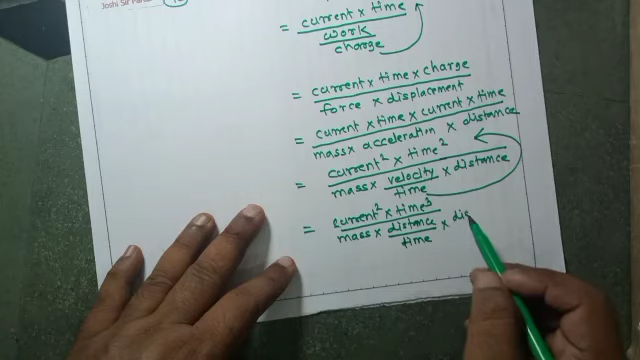 Joshi Sir
= current × time
work
charge
= current × time × charge
force × displacement
= current × time × current × time
mass × acceleration × distance
= current² × time²
mass × velocity × distance
time
= current² × time³
mass × distance × dis
time